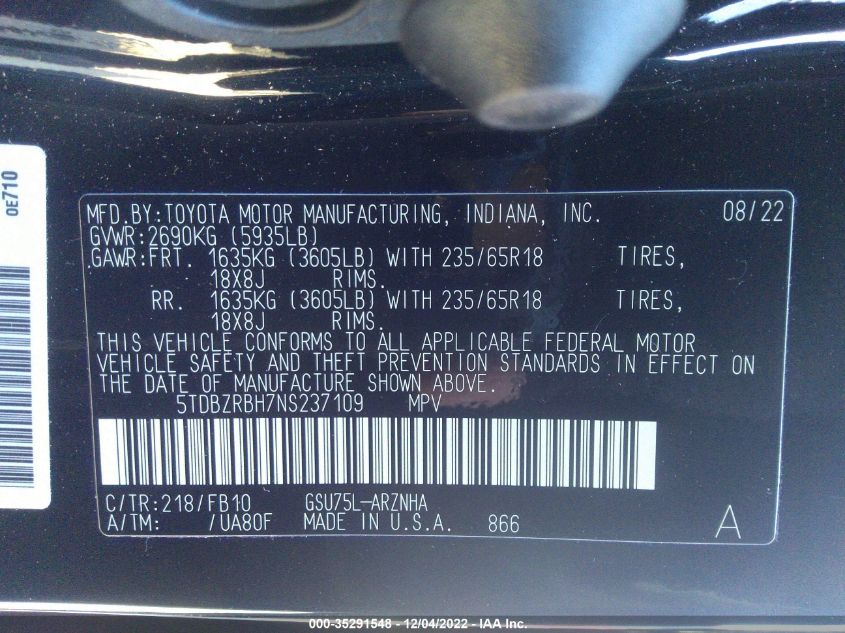 0E710
MFD.BY:TOYOTA MOTOR MANUFACTURING, INDIANA, INC. 08/22
GVWR:2690KG (5935LB)
GAWR:FRT. 1635KG (3605LB) WITH 235/65R18 TIRES,
18X8J RIMS.
RR. 1635KG (3605LB) WITH 235/65R18 TIRES,
18X8J RIMS.
THIS VEHICLE CONFORMS TO ALL APPLICABLE FEDERAL MOTOR
VEHICLE SAFETY AND THEFT PREVENTION STANDARDS IN EFFECT ON
THE DATE OF MANUFACTURE SHOWN ABOVE.
5TDBZRBH7NS237109 MPV
C/TR:218/FB10 GSU75L-ARZNHA
A/TM: /UA80F MADE IN U.S.A. 866 A
000-35291548 - 12/04/2022 - IAA Inc.